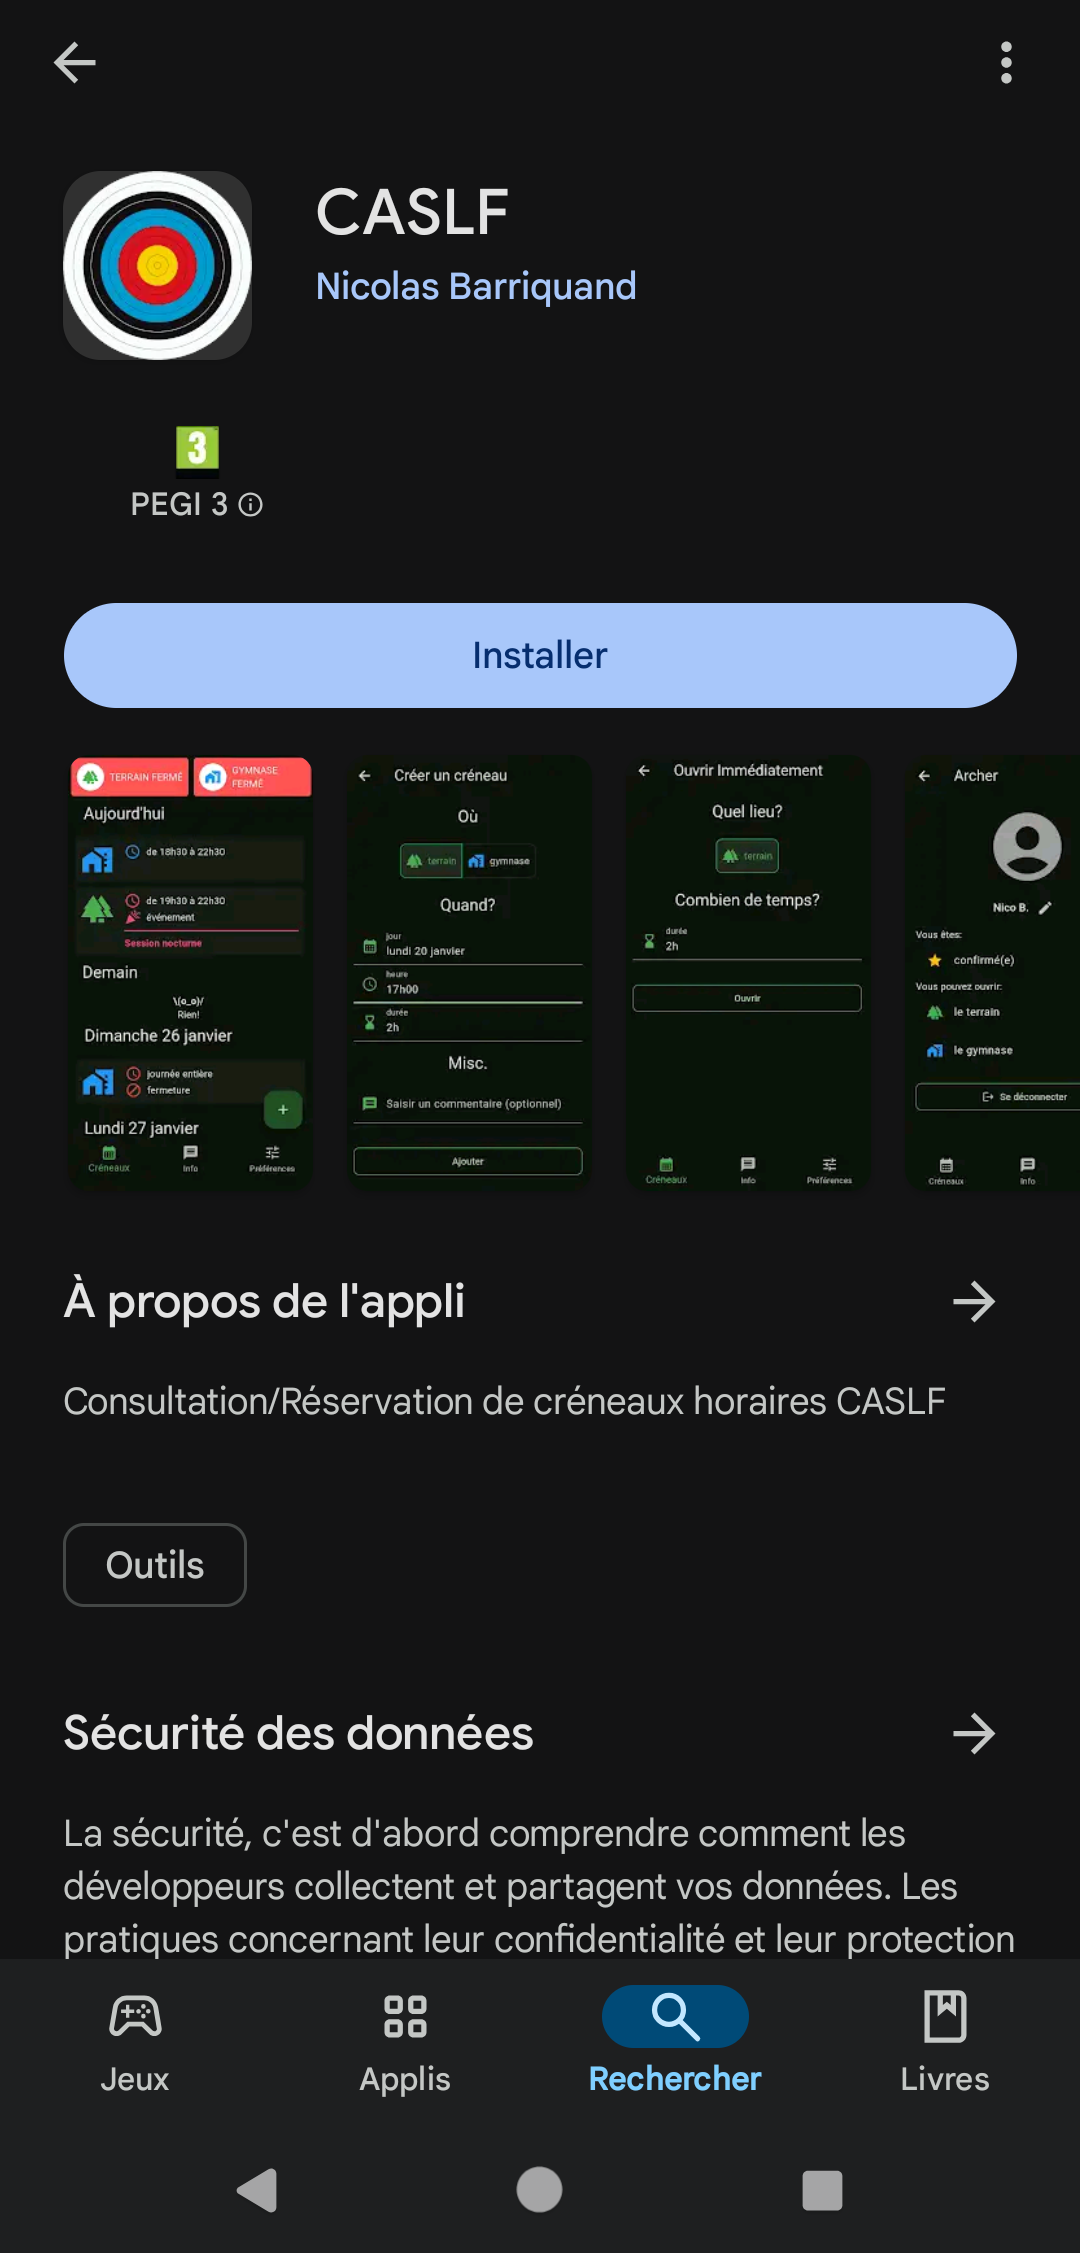 CASLF
Nicolas Barriquand
3
PEGI 3
Installer
TERRAIN FERMÉ
GYMNASE
FERMÉ
Aujourd'hui
de 18h30 à 22h30
de 19h30 à 22h30
événement
Session nocturne
Demain
\(o_o)/
Rien!
Dimanche 26 janvier
journée entière
fermeture
+
Lundi 27 janvier
Créneaux
Info
Préférences
Créer un créneau
Où
terrain
gymnase
Quand?
jour
lundi 20 janvier
heure
17h00
durée
2h
Misc.
Saisir un commentaire (optionnel)
Ajouter
Ouvrir Immédiatement
Quel lieu?
terrain
Combien de temps?
durée
2h
Ouvrir
Créneaux
Info
Préférences
Archer
Nico B.
Vous êtes:
confirmé(e)
Vous pouvez ouvrir:
le terrain
le gymnase
Se déconnecter
Créneaux
Info
À propos de l'appli
Consultation/Réservation de créneaux horaires CASLF
Outils
Sécurité des données
La sécurité, c'est d'abord comprendre comment les
développeurs collectent et partagent vos données. Les
pratiques concernant leur confidentialité et leur protection
Jeux
Applis
Rechercher
Livres